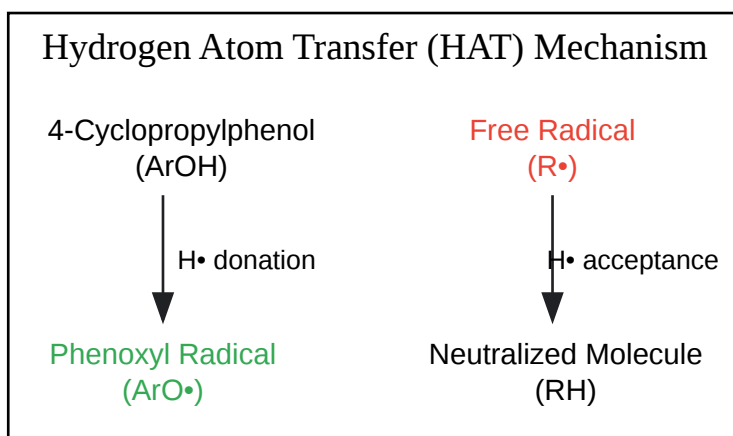 Hydrogen Atom Transfer (HAT) Mechanism
4-Cyclopropylphenol
(ArOH)
Free Radical
(R•)
H• donation
H• acceptance
Phenoxyl Radical
(ArO•)
Neutralized Molecule
(RH)